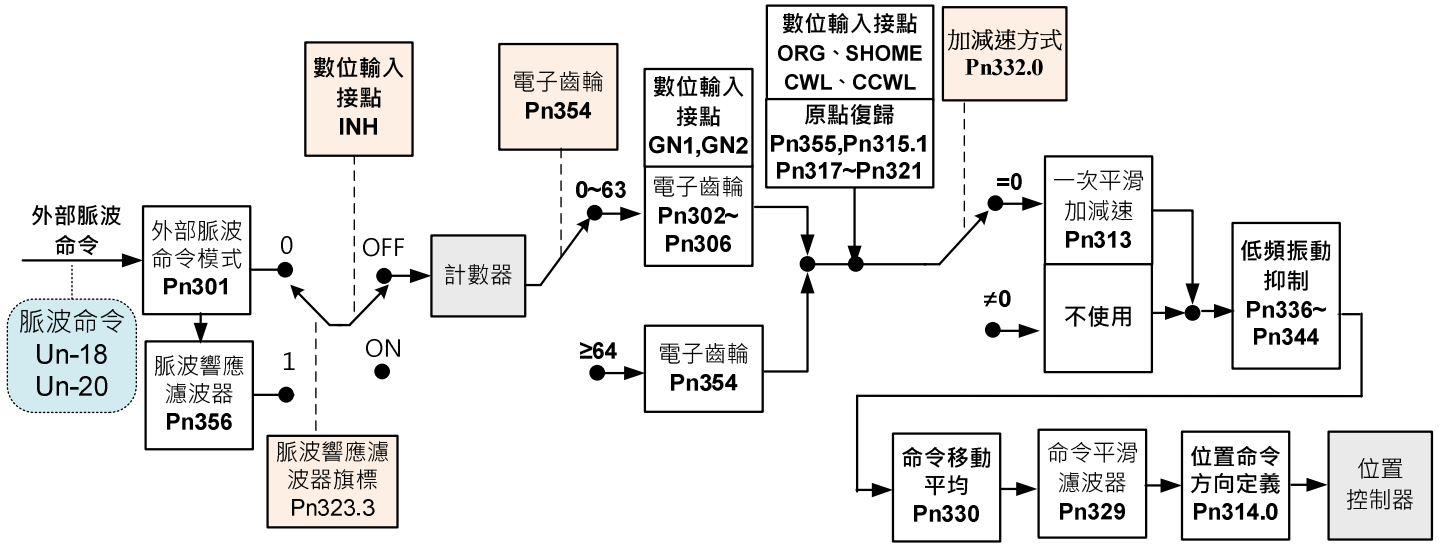 外部脈波
命令
脈波命令
Un-18
Un-20
外部脈波
命令模式
Pn301
脈波響應
濾波器
Pn356
0
1
數位輸入
接點
INH
脈波響應濾
波器旗標
Pn323.3
OFF
ON
計數器
電子齒輪
Pn354
0~63
≥64
數位輸入
接點
GN1,GN2
電子齒輪
Pn302~
Pn306
電子齒輪
Pn354
數位輸入接點
ORG、SHOME
CWL、CCWL
原點復歸
Pn355,Pn315.1
Pn317~Pn321
加減速方式
Pn332.0
=0
≠0
一次平滑
加減速
Pn313
不使用
低頻振動
抑制
Pn336~
Pn344
命令移動
平均
Pn330
命令平滑
濾波器
Pn329
位置命令
方向定義
Pn314.0
位置
控制器